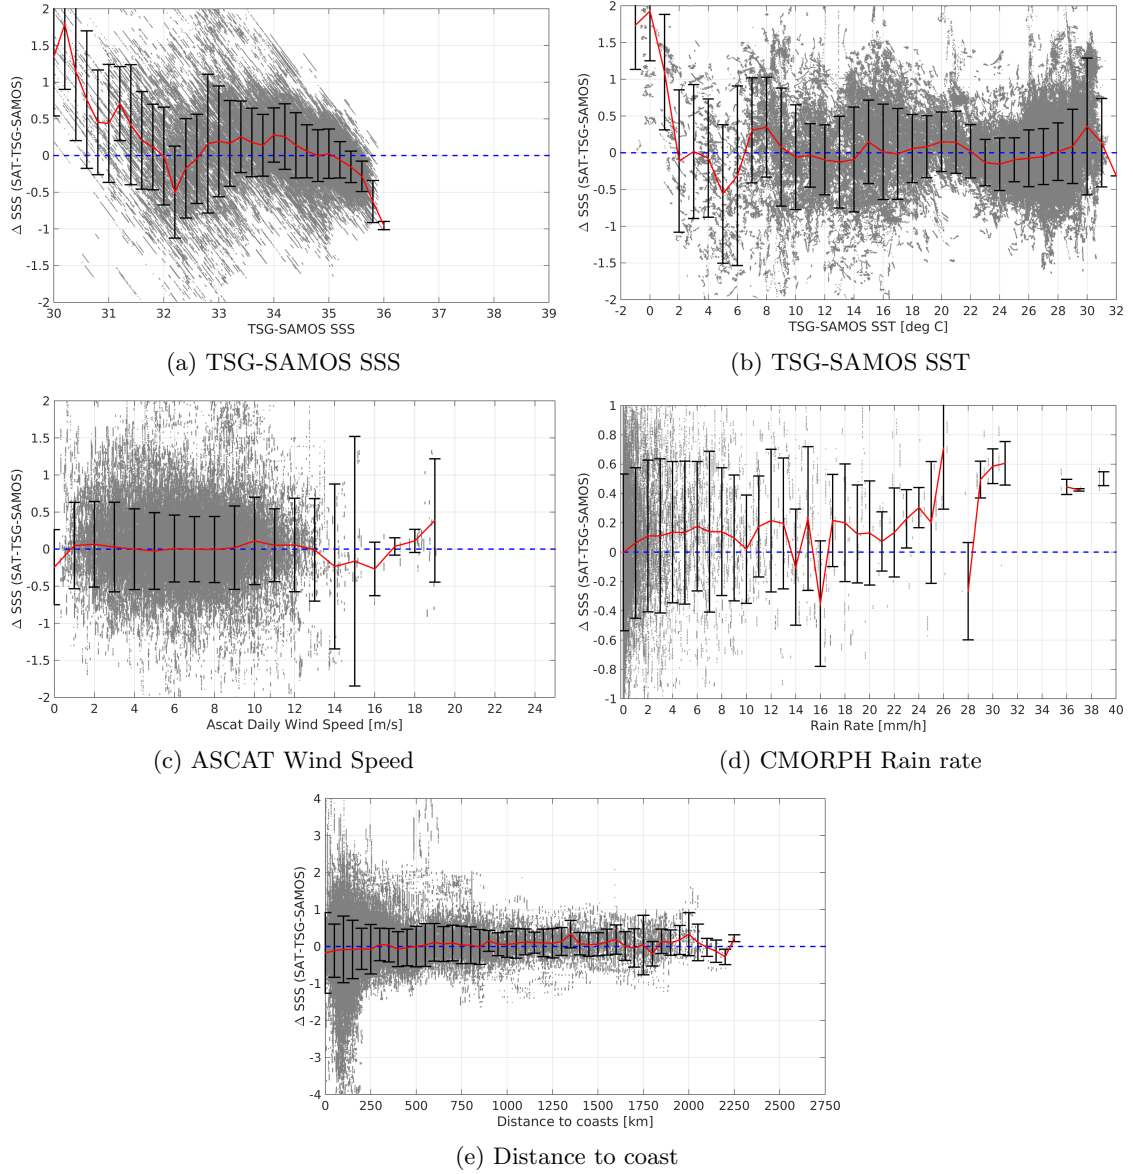 2
1.5
1
0.5
0
-0.5
-1
-1.5
-2
Δ SSS (SAT-TSG-SAMOS)
30 31 32 33 34 35 36 37 38 39
TSG-SAMOS SSS
(a) TSG-SAMOS SSS
2
1.5
1
0.5
0
-0.5
-1
-1.5
-2
Δ SSS (SAT-TSG-SAMOS)
-2 0 2 4 6 8 10 12 14 16 18 20 22 24 26 28 30 32
TSG-SAMOS SST [deg C]
(b) TSG-SAMOS SST
2
1.5
1
0.5
0
-0.5
-1
-1.5
-2
Δ SSS (SAT-TSG-SAMOS)
0 2 4 6 8 10 12 14 16 18 20 22 24
Ascat Daily Wind Speed [m/s]
(c) ASCAT Wind Speed
1
0.8
0.6
0.4
0.2
0
-0.2
-0.4
-0.6
-0.8
-1
Δ SSS (SAT-TSG-SAMOS)
0 2 4 6 8 10 12 14 16 18 20 22 24 26 28 30 32 34 36 38 40
Rain Rate [mm/h]
(d) CMORPH Rain rate
4
3
2
1
0
-1
-2
-3
-4
Δ SSS (SAT-TSG-SAMOS)
0 250 500 750 1000 1250 1500 1750 2000 2250 2500 2750
Distance to coasts [km]
(e) Distance to coast